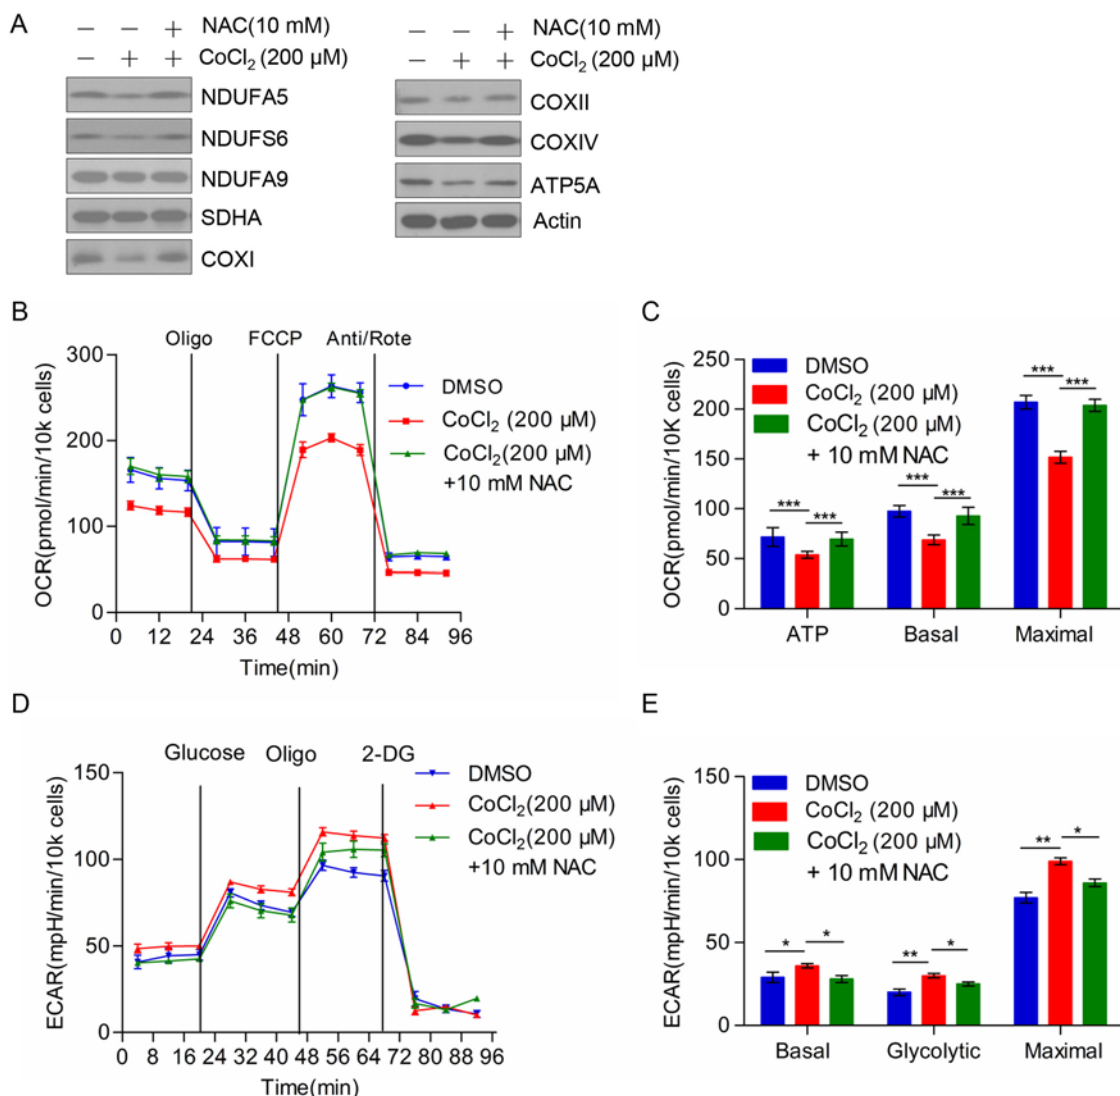 A
− − + NAC(10 mM)
− + + CoCl₂ (200 µM)
NDUFA5
NDUFS6
NDUFA9
SDHA
COXI
− − + NAC(10 mM)
− + + CoCl₂ (200 µM)
COXII
COXIV
ATP5A
Actin
B
Oligo FCCP Anti/Rote
OCR(pmol/min/10k cells)
300
200
100
0
0 12 24 36 48 60 72 84 96
Time(min)
DMSO
CoCl₂ (200 µM)
CoCl₂(200 µM)
+10 mM NAC
C
OCR(pmol/min/10K cells)
250
200
150
100
50
0
DMSO
CoCl₂ (200 µM)
CoCl₂ (200 µM)
+ 10 mM NAC
*** ***
*** ***
*** ***
ATP Basal Maximal
D
Glucose Oligo 2-DG
ECAR(mpH/min/10k cells)
150
100
50
0
0 8 16 24 32 40 48 56 64 72 80 88 96
Time(min)
DMSO
CoCl₂(200 µM)
CoCl₂(200 µM)
+10 mM NAC
E
ECAR(mpH/min/10k cells)
150
100
50
0
DMSO
CoCl₂ (200 µM)
CoCl₂ (200 µM)
+ 10 mM NAC
** *
* *
** *
Basal Glycolytic Maximal